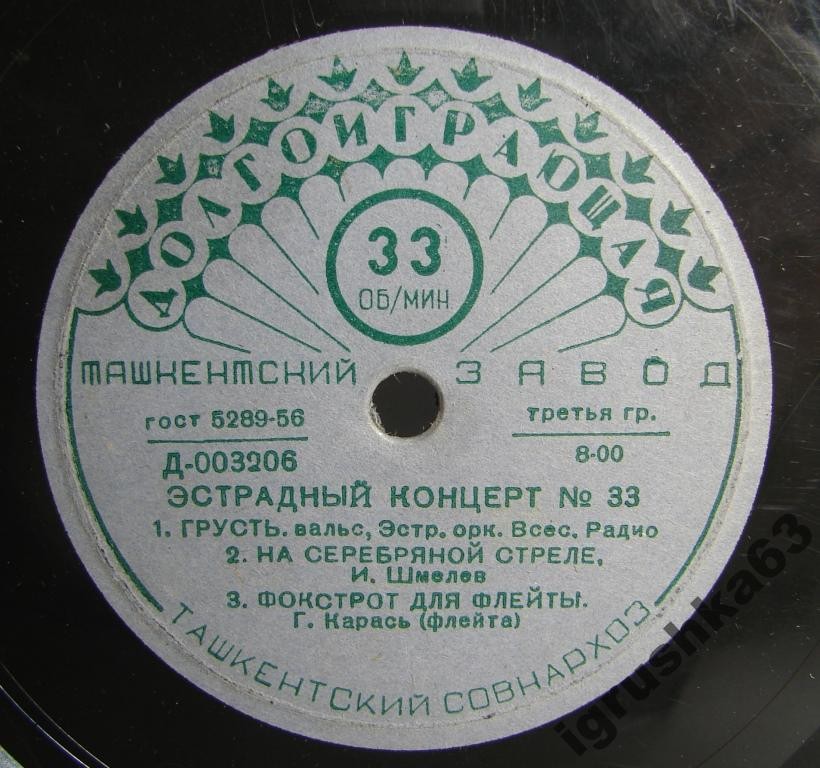 ДОЛГОИГРАЮЩАЯ
33
ОБ/МИН
ТАШКЕНТСКИЙ ЗАВОД
ГОСТ 5289-56
третья гр.
Д-003206
8-00
ЭСТРАДНЫЙ КОНЦЕРТ № 33
1. ГРУСТЬ. вальс, Эстр. орк. Всес. Радио
2. НА СЕРЕБРЯНОЙ СТРЕЛЕ,
И. Шмелев
3. ФОКСТРОТ ДЛЯ ФЛЕЙТЫ.
Г. Карась (флейта)
ТАШКЕНТСКИЙ СОВНАРХОЗ
igrushka63